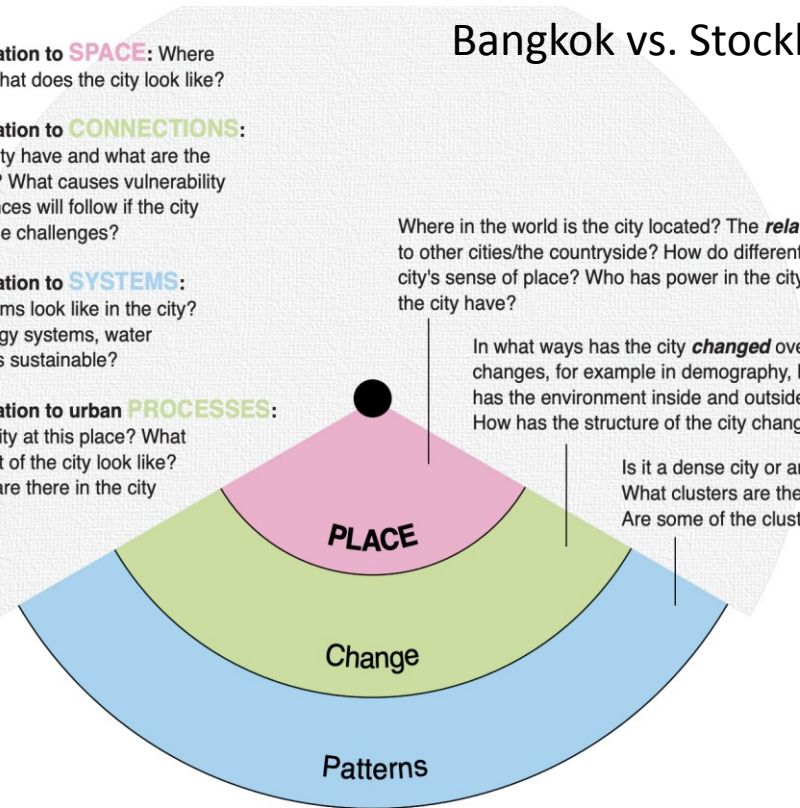 Bangkok vs. Stockh
ation to SPACE: Where
hat does the city look like?
ation to CONNECTIONS:
ty have and what are the
? What causes vulnerability
nces will follow if the city
e challenges?
ation to SYSTEMS:
ms look like in the city?
gy systems, water
s sustainable?
ation to urban PROCESSES:
ity at this place? What
t of the city look like?
are there in the city
Where in the world is the city located? The rela
to other cities/the countryside? How do different
city's sense of place? Who has power in the city
the city have?
In what ways has the city changed ove
changes, for example in demography, l
has the environment inside and outside
How has the structure of the city chang
Is it a dense city or an
What clusters are the
Are some of the clust
PLACE
Change
Patterns